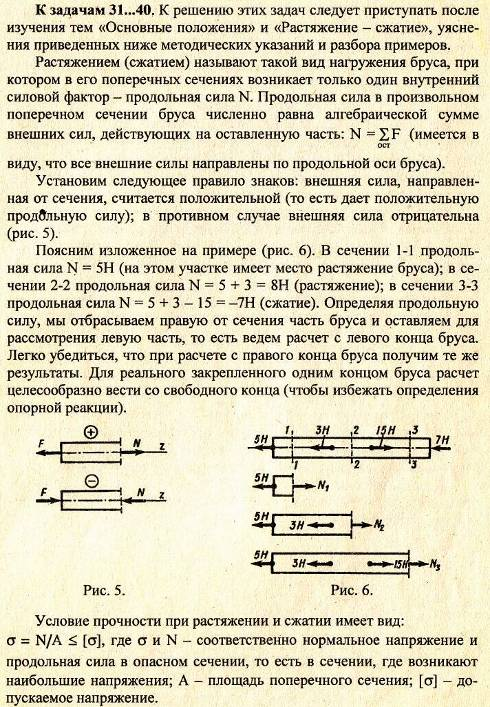 К задачам 31...40. К решению этих задач следует приступать после
изучения тем «Основные положения» и «Растяжение – сжатие», уясне-
ния приведенных ниже методических указаний и разбора примеров.
Растяжением (сжатием) называют такой вид нагружения бруса, при
котором в его поперечных сечениях возникает только один внутренний
силовой фактор – продольная сила N. Продольная сила в произвольном
поперечном сечении бруса численно равна алгебраической сумме
внешних сил, действующих на оставленную часть: N = ΣF (имеется в
ост
виду, что все внешние силы направлены по продольной оси бруса).
Установим следующее правило знаков: внешняя сила, направлен-
ная от сечения, считается положительной (то есть дает положительную
продольную силу); в противном случае внешняя сила отрицательна
(рис. 5).
Поясним изложенное на примере (рис. 6). В сечении 1-1 продоль-
ная сила N = 5H (на этом участке имеет место растяжение бруса); в се-
чении 2-2 продольная сила N = 5 + 3 = 8H (растяжение); в сечении 3-3
продольная сила N = 5 + 3 – 15 = –7H (сжатие). Определяя продольную
силу, мы отбрасываем правую от сечения часть бруса и оставляем для
рассмотрения левую часть, то есть ведем расчет с левого конца бруса.
Легко убедиться, что при расчете с правого конца бруса получим те же
результаты. Для реального закрепленного одним концом бруса расчет
целесообразно вести со свободного конца (чтобы избежать определения
опорной реакции).
+
F N z
–
F N z
5H 1 3H 2 15H 3 7H
1 2 3
5H N₁
5H 3H N₂
5H 3H 15H N₃
Рис. 5. Рис. 6.
Условие прочности при растяжении и сжатии имеет вид:
σ = N/A ≤ [σ], где σ и N – соответственно нормальное напряжение и
продольная сила в опасном сечении, то есть в сечении, где возникают
наибольшие напряжения; А – площадь поперечного сечения; [σ] – до-
пускаемое напряжение.